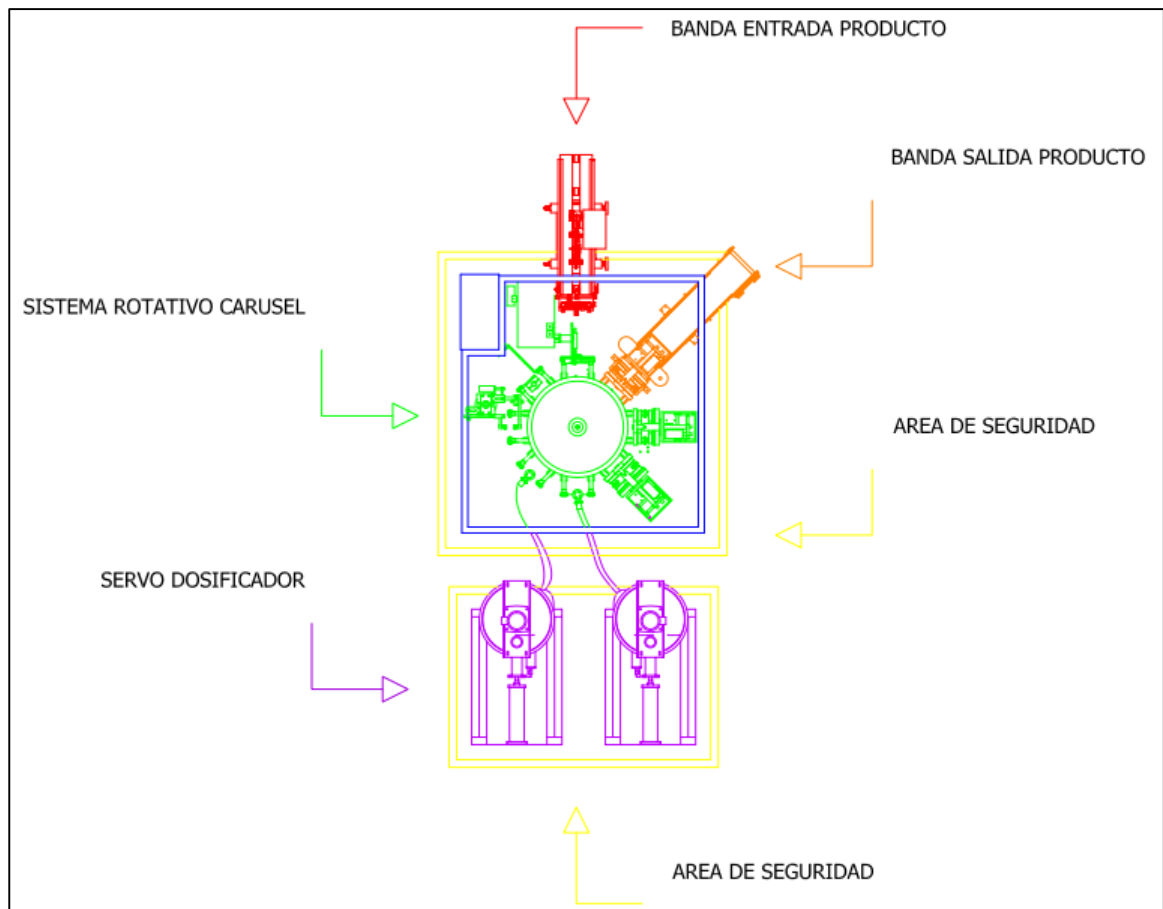 BANDA ENTRADA PRODUCTO
BANDA SALIDA PRODUCTO
SISTEMA ROTATIVO CARUSEL
AREA DE SEGURIDAD
SERVO DOSIFICADOR
AREA DE SEGURIDAD